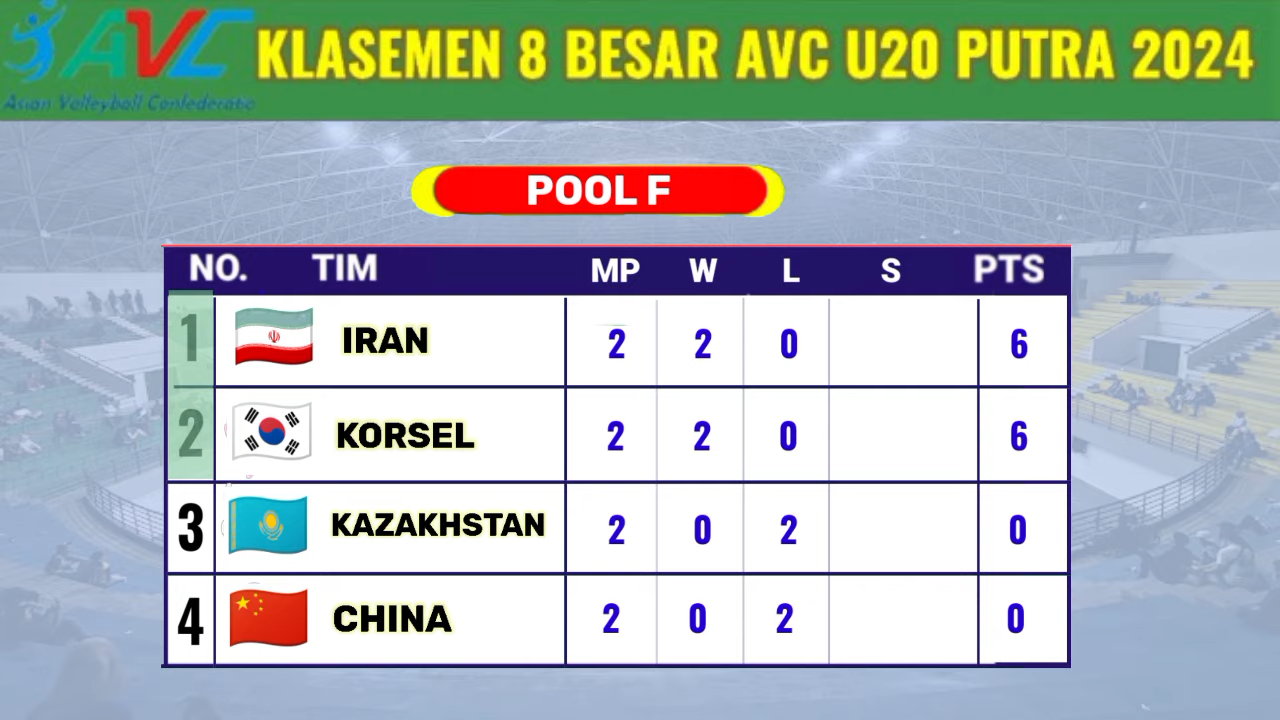 AVC KLASEMEN 8 BESAR AVC U20 PUTRA 2024
Asian Volleyball Confederatio
POOL F
NO. TIM MP W L S PTS
1 IRAN 2 2 0 6
2 KORSEL 2 2 0 6
3 KAZAKHSTAN 2 0 2 0
4 CHINA 2 0 2 0